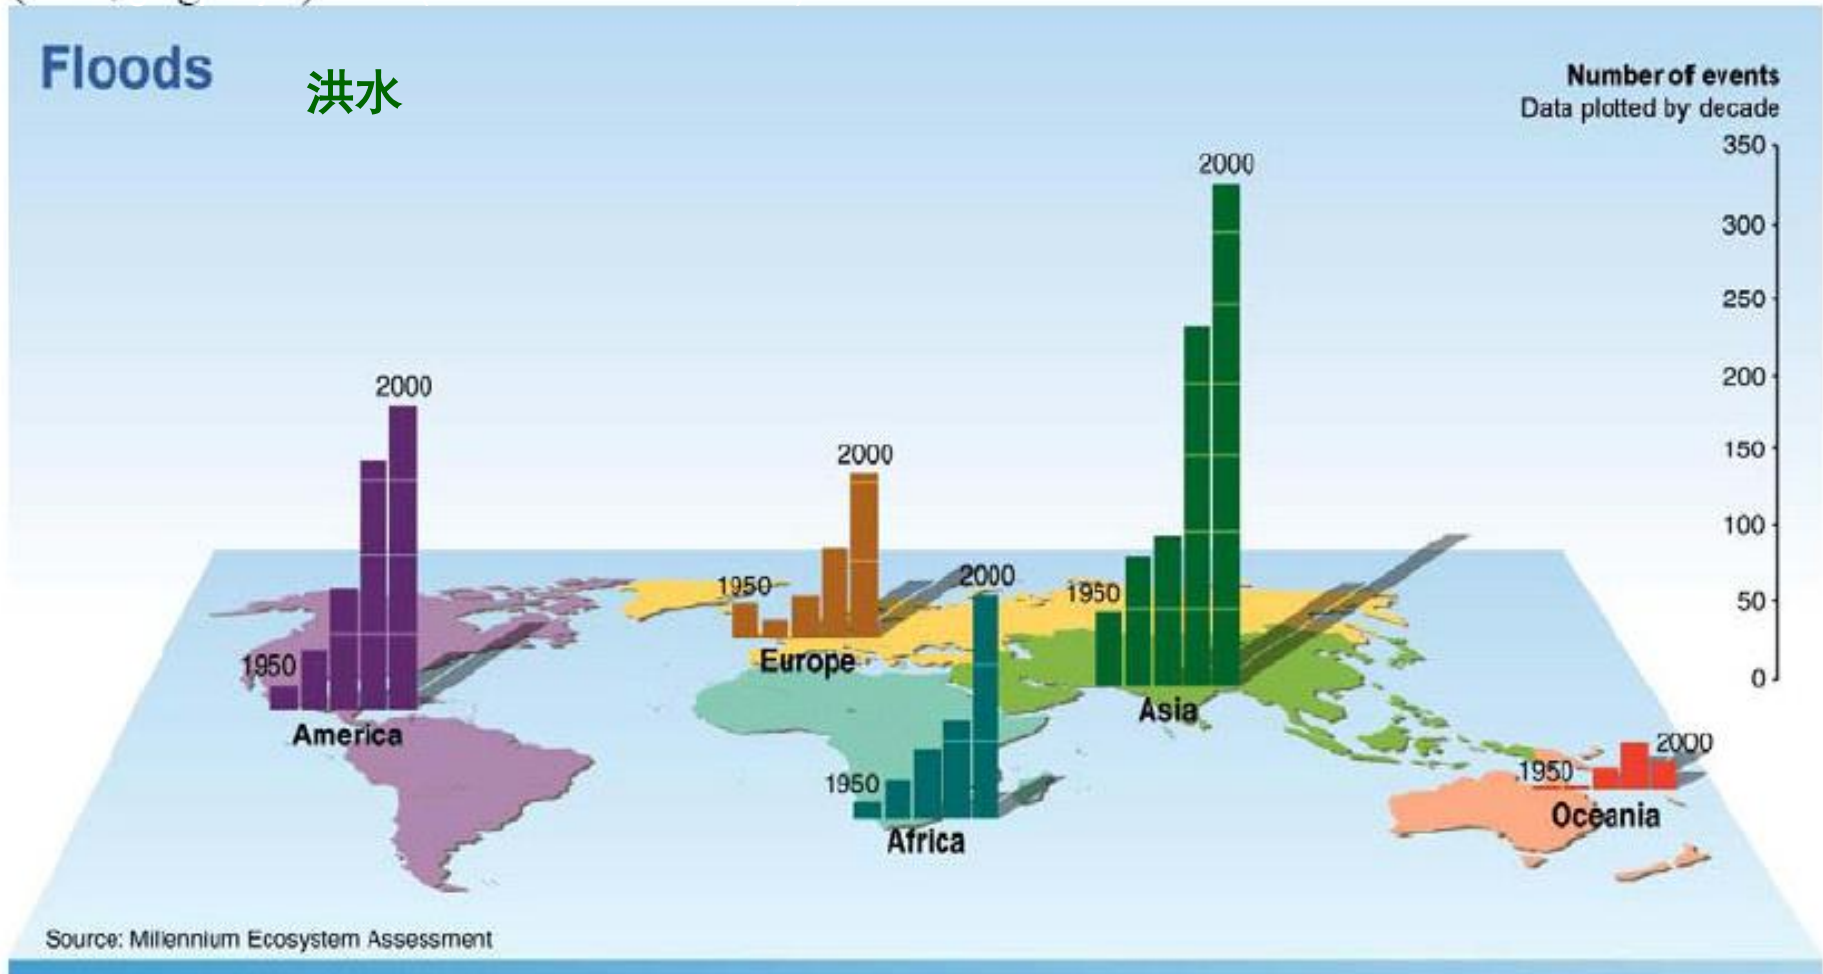 Floods
洪水
Number of events
Data plotted by decade
350
300
250
200
150
100
50
0
2000
2000
2000
2000
1950
1950
1950
1950
America
Europe
Asia
Africa
1950
2000
Oceania
Source: Millennium Ecosystem Assessment